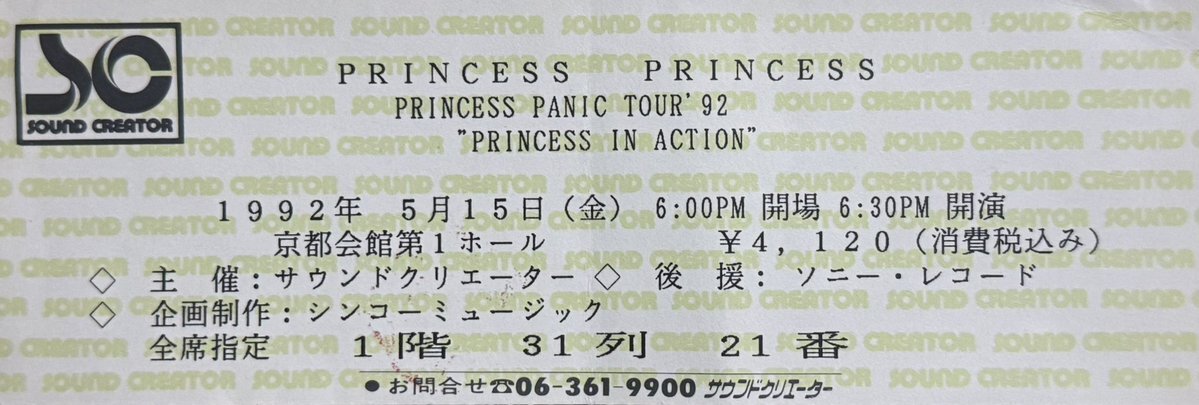 SC
SOUND CREATOR
PRINCESS PRINCESS
PRINCESS PANIC TOUR'92
"PRINCESS IN ACTION"
1992年 5月15日(金) 6:00PM 開場 6:30PM 開演
京都会館第1ホール ¥4,120(消費税込み)
◇ 主 催:サウンドクリエーター ◇ 後 援: ソニー・レコード
◇ 企画制作:シンコーミュージック
全席指定 1階 31列 21番
●お問合せ☎06-361-9900 サウンドクリエーター